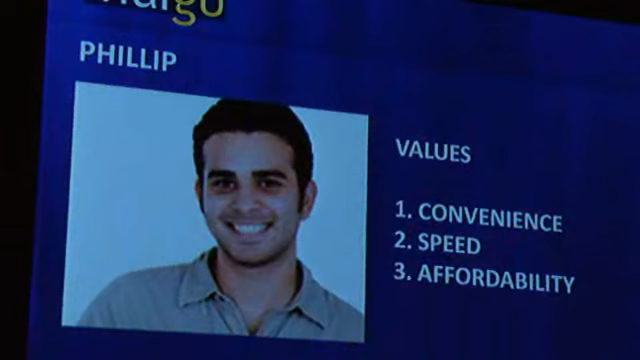 PHILLIP
VALUES
1. CONVENIENCE
2. SPEED
3. AFFORDABILITY